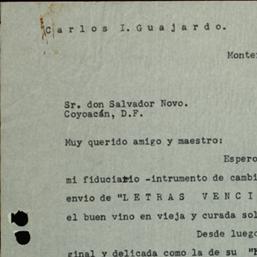 Carlos I. Guajardo.
Monte
Sr. don Salvador Novo.
Coyoacán, D.F.
Muy querido amigo y maestro:
Espero
mi fiduciario -intrumento de cambi
envio de "LETRAS VENCI
el buen vino en vieja y curada sol
Desde luego
ginal y delicada como la de su "